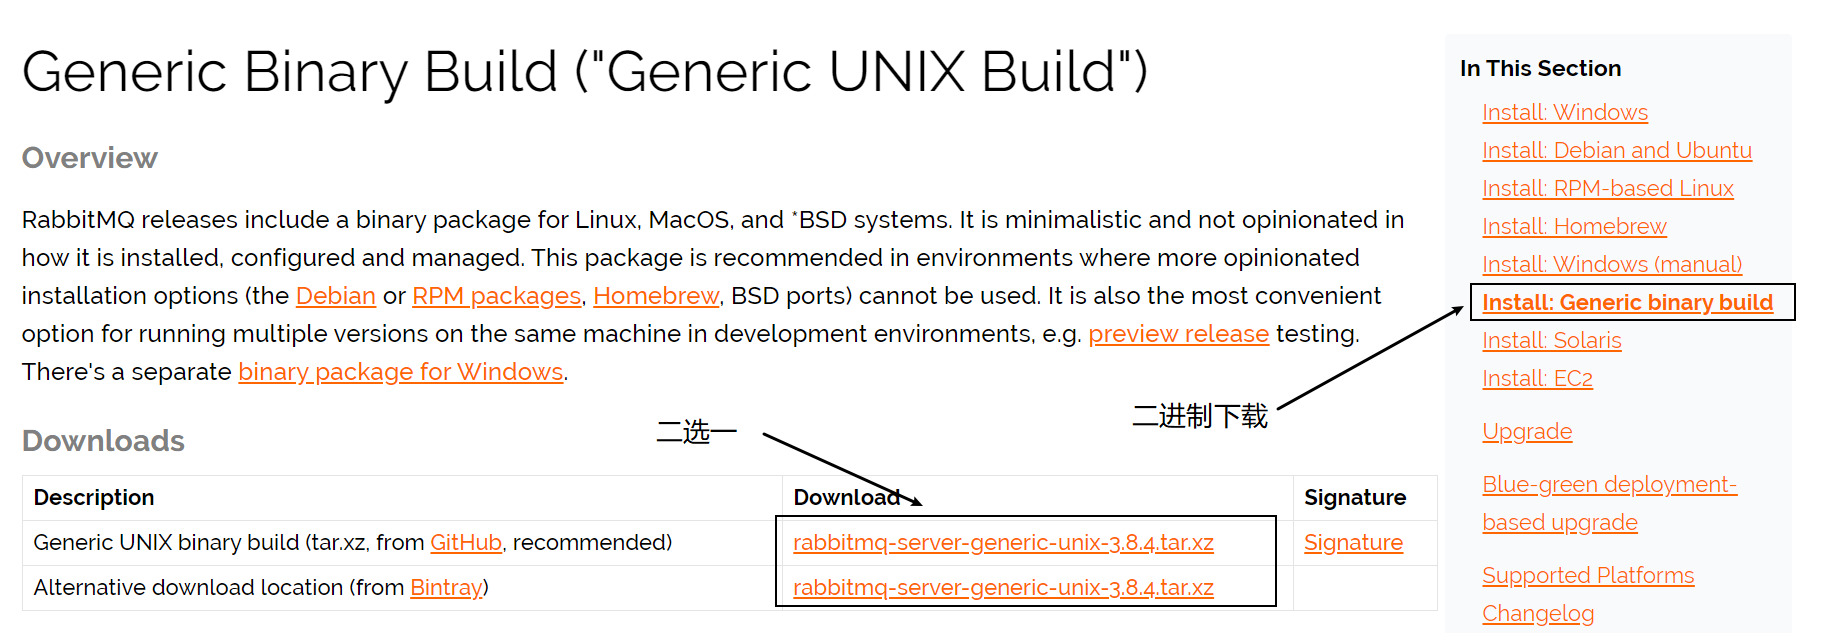 Generic Binary Build ("Generic UNIX Build")
Overview
RabbitMQ releases include a binary package for Linux, MacOS, and *BSD systems. It is minimalistic and not opinionated in
how it is installed, configured and managed. This package is recommended in environments where more opinionated
installation options (the Debian or RPM packages, Homebrew, BSD ports) cannot be used. It is also the most convenient
option for running multiple versions on the same machine in development environments, e.g. preview release testing.
There's a separate binary package for Windows.
二选一
二进制下载
Downloads
Description Download Signature
Generic UNIX binary build (tar.xz, from GitHub, recommended) rabbitmq-server-generic-unix-3.8.4.tar.xz Signature
Alternative download location (from Bintray) rabbitmq-server-generic-unix-3.8.4.tar.xz
In This Section
Install: Windows
Install: Debian and Ubuntu
Install: RPM-based Linux
Install: Homebrew
Install: Windows (manual)
Install: Generic binary build
Install: Solaris
Install: EC2
Upgrade
Blue-green deployment-
based upgrade
Supported Platforms
Changelog